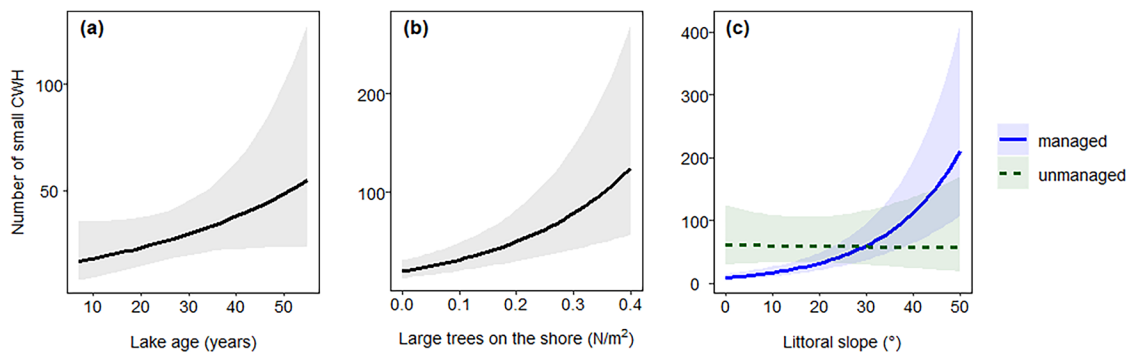 (a)
(b)
(c)
Number of small CWH
100
50
10 20 30 40 50
Lake age (years)
200
100
0.0 0.1 0.2 0.3 0.4
Large trees on the shore (N/m²)
400
300
200
100
0
0 10 20 30 40 50
Littoral slope (°)
managed
unmanaged